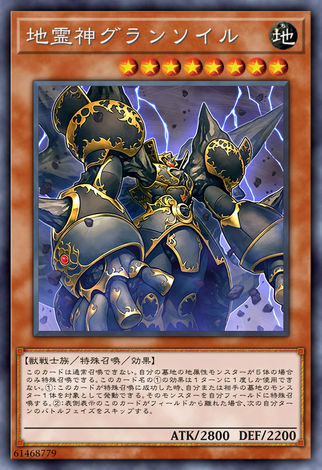 地霊神グランソイル
地
【獣戦士族／特殊召喚／効果】
このカードは通常召喚できない。自分の墓地の地属性モンスターが５体の場合
のみ特殊召喚できる。このカード名の①の効果は１ターンに１度しか使用でき
ない。①：このカードが特殊召喚に成功した時、自分または相手の墓地のモンス
ター１体を対象として発動できる。そのモンスターを自分フィールドに特殊召
喚する。②：表側表示のこのカードがフィールドから離れた場合、次の自分ター
ンのバトルフェイズをスキップする。
ATK/2800 DEF/2200
61468779